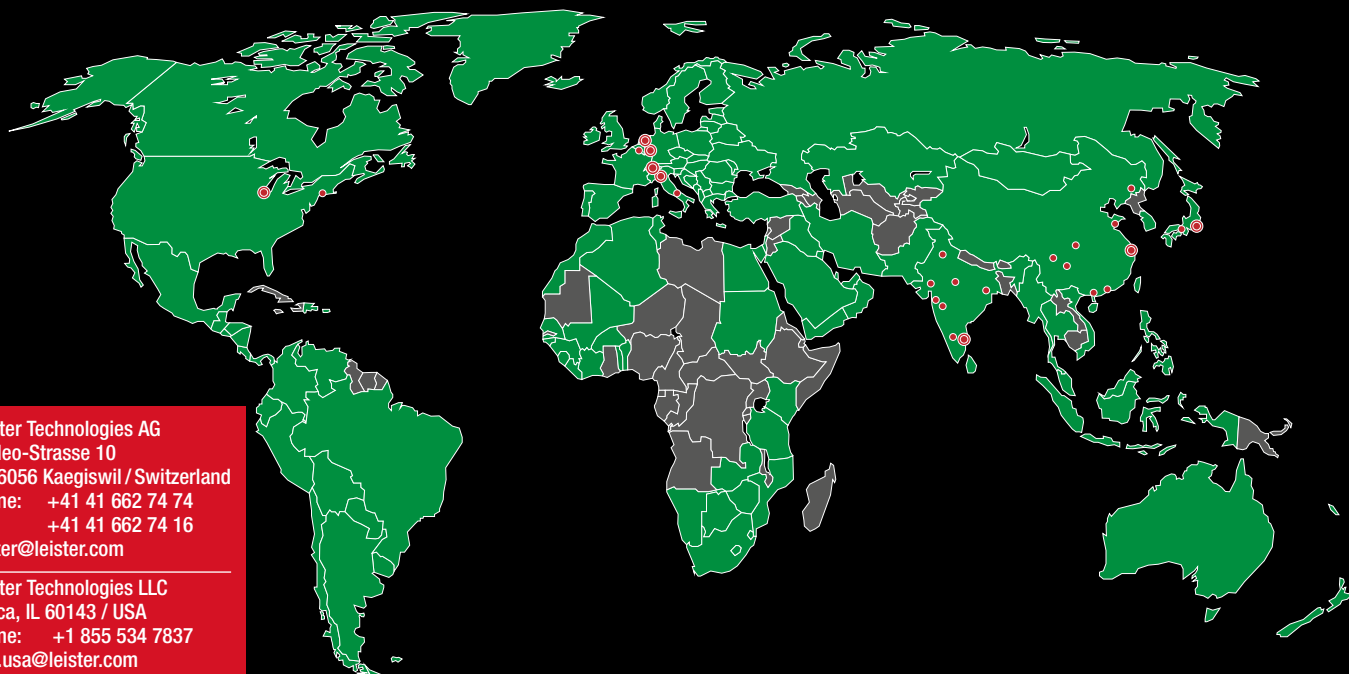 ter Technologies AG
leo-Strasse 10
6056 Kaegiswil / Switzerland
ne: +41 41 662 74 74
+41 41 662 74 16
ter@leister.com
ter Technologies LLC
ca, IL 60143 / USA
ne: +1 855 534 7837
.usa@leister.com